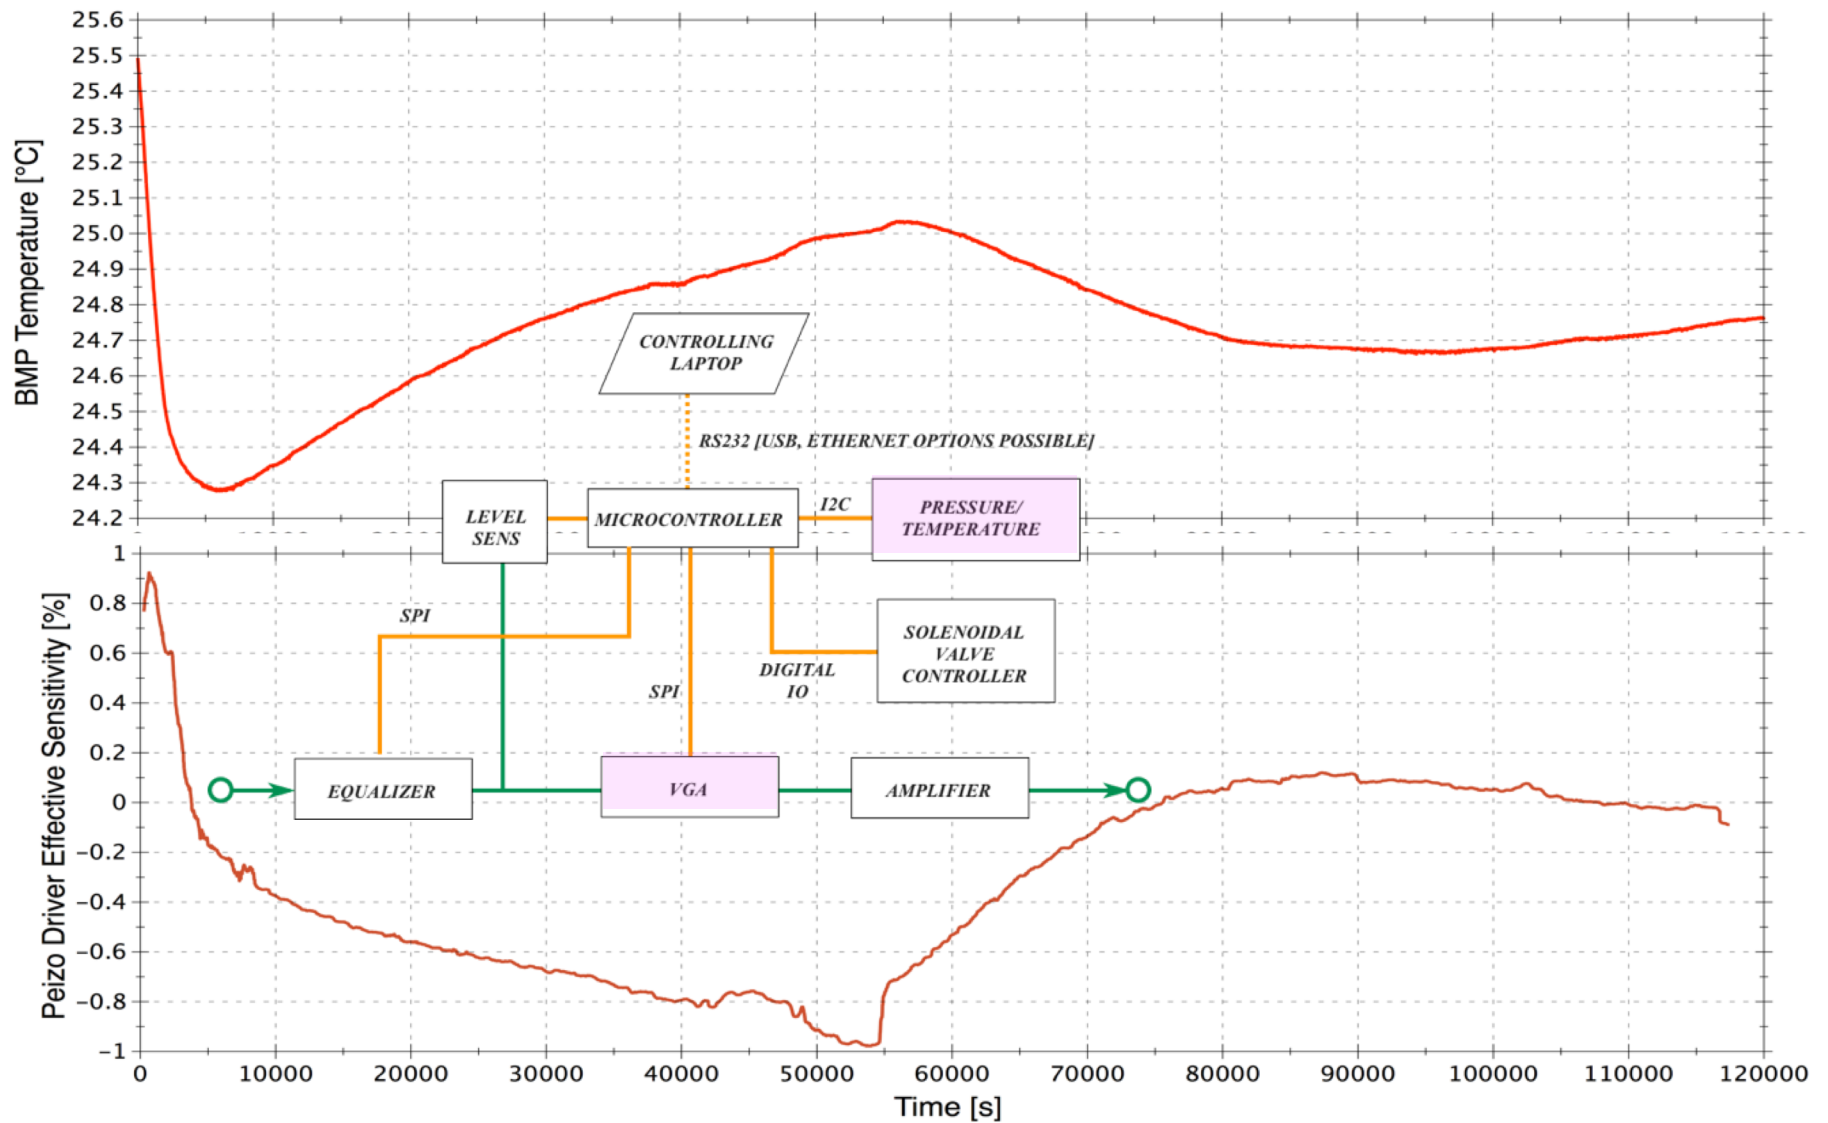 25.6
25.5
25.4
25.3
25.2
25.1
25.0
24.9
24.8
24.7
24.6
24.5
24.4
24.3
24.2
BMP Temperature [°C]
CONTROLLING
LAPTOP
RS232 [USB, ETHERNET OPTIONS POSSIBLE]
LEVEL
SENS
MICROCONTROLLER
I2C
PRESSURE/
TEMPERATURE
SPI
SPI
DIGITAL
IO
SOLENOIDAL
VALVE
CONTROLLER
EQUALIZER
VGA
AMPLIFIER
1
0.8
0.6
0.4
0.2
0
−0.2
−0.4
−0.6
−0.8
−1
Peizo Driver Effective Sensitivity [%]
0 10000 20000 30000 40000 50000 60000 70000 80000 90000 100000 110000 120000
Time [s]